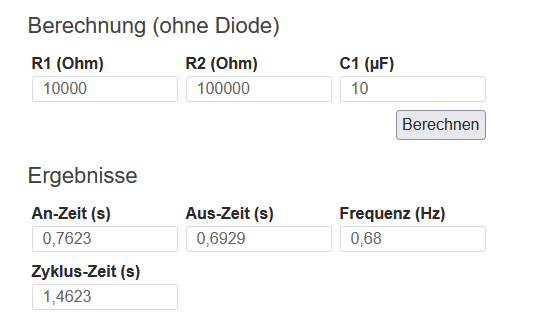 Berechnung (ohne Diode)
R1 (Ohm) R2 (Ohm) C1 (µF)
10000 100000 10
Berechnen
Ergebnisse
An-Zeit (s) Aus-Zeit (s) Frequenz (Hz)
0,7623 0,6929 0,68
Zyklus-Zeit (s)
1,4623